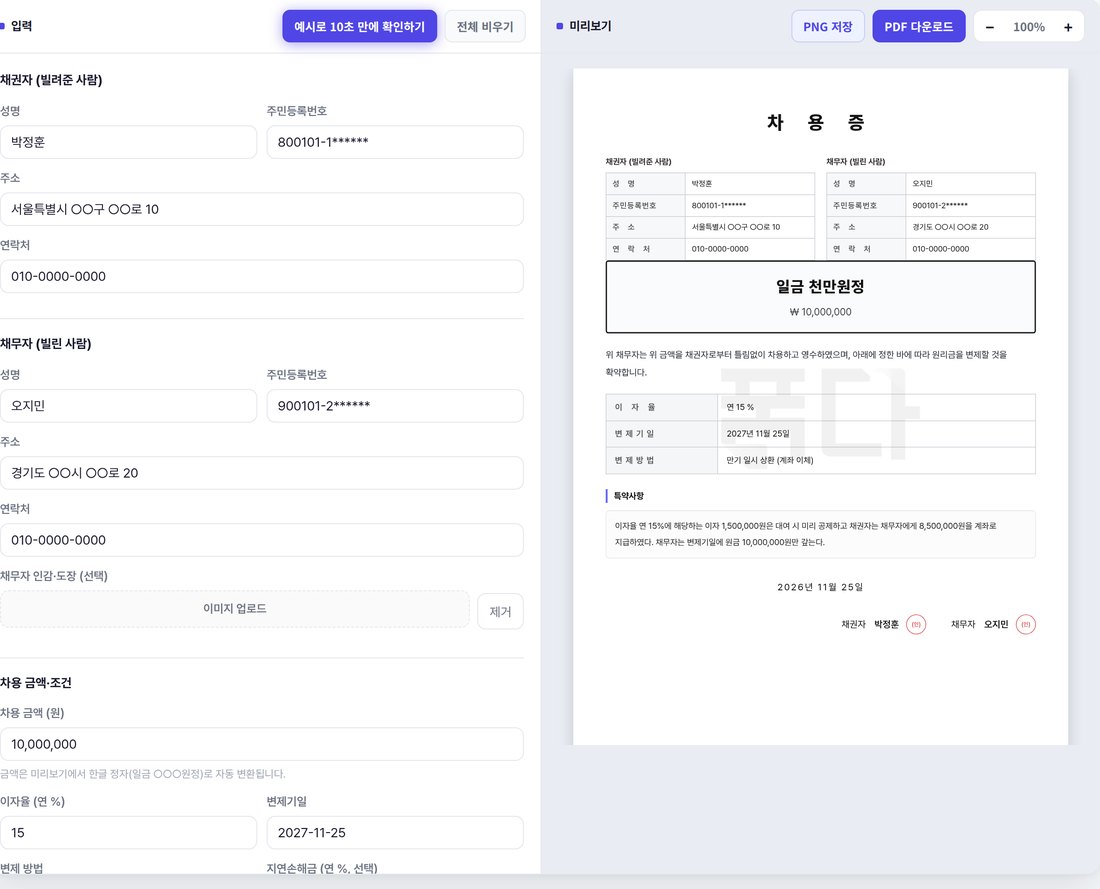 입력
예시로 10초 만에 확인하기
전체 비우기
채권자 (빌려준 사람)
성명
주민등록번호
박정훈
800101-1******
주소
서울특별시 〇〇구 〇〇로 10
연락처
010-0000-0000
채무자 (빌린 사람)
성명
주민등록번호
오지민
900101-2******
주소
경기도 〇〇시 〇〇로 20
연락처
010-0000-0000
채무자 인감·도장 (선택)
이미지 업로드
제거
차용 금액·조건
차용 금액 (원)
10,000,000
금액은 미리보기에서 한글 정자(일금 〇〇〇원정)로 자동 변환됩니다.
이자율 (연 %)
변제기일
15
2027-11-25
변제 방법
지연손해금 (연 %, 선택)
미리보기
PNG 저장
PDF 다운로드
− 100% +
차 용 증
채권자 (빌려준 사람)
성 명 박정훈
주민등록번호 800101-1******
주 소 서울특별시 〇〇구 〇〇로 10
연 락 처 010-0000-0000
채무자 (빌린 사람)
성 명 오지민
주민등록번호 900101-2******
주 소 경기도 〇〇시 〇〇로 20
연 락 처 010-0000-0000
일금 천만원정
₩ 10,000,000
위 채무자는 위 금액을 채권자로부터 틀림없이 차용하고 영수하였으며, 아래에 정한 바에 따라 원리금을 변제할 것을
확약합니다.
이 자 율 연 15 %
변 제 기 일 2027년 11월 25일
변 제 방 법 만기 일시 상환 (계좌 이체)
특약사항
이자율 연 15%에 해당하는 이자 1,500,000원은 대여 시 미리 공제하고 채권자는 채무자에게 8,500,000원을 계좌로
지급하였다. 채무자는 변제기일에 원금 10,000,000원만 갚는다.
2026년 11월 25일
채권자 박정훈 (인) 채무자 오지민 (인)